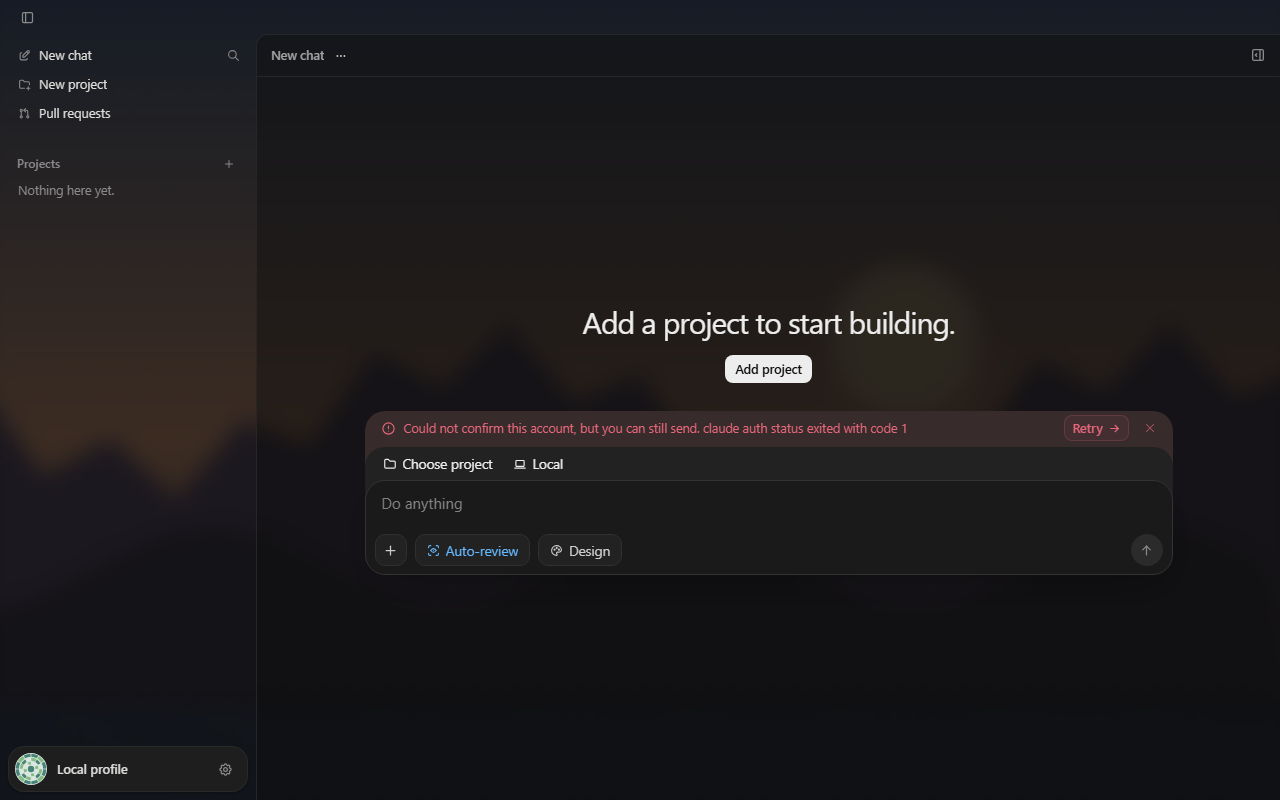 New chat
New project
Pull requests
Projects
Nothing here yet.
Local profile
New chat
Add a project to start building.
Add project
Could not confirm this account, but you can still send. claude auth status exited with code 1
Retry
Choose project
Local
Do anything
Auto-review
Design